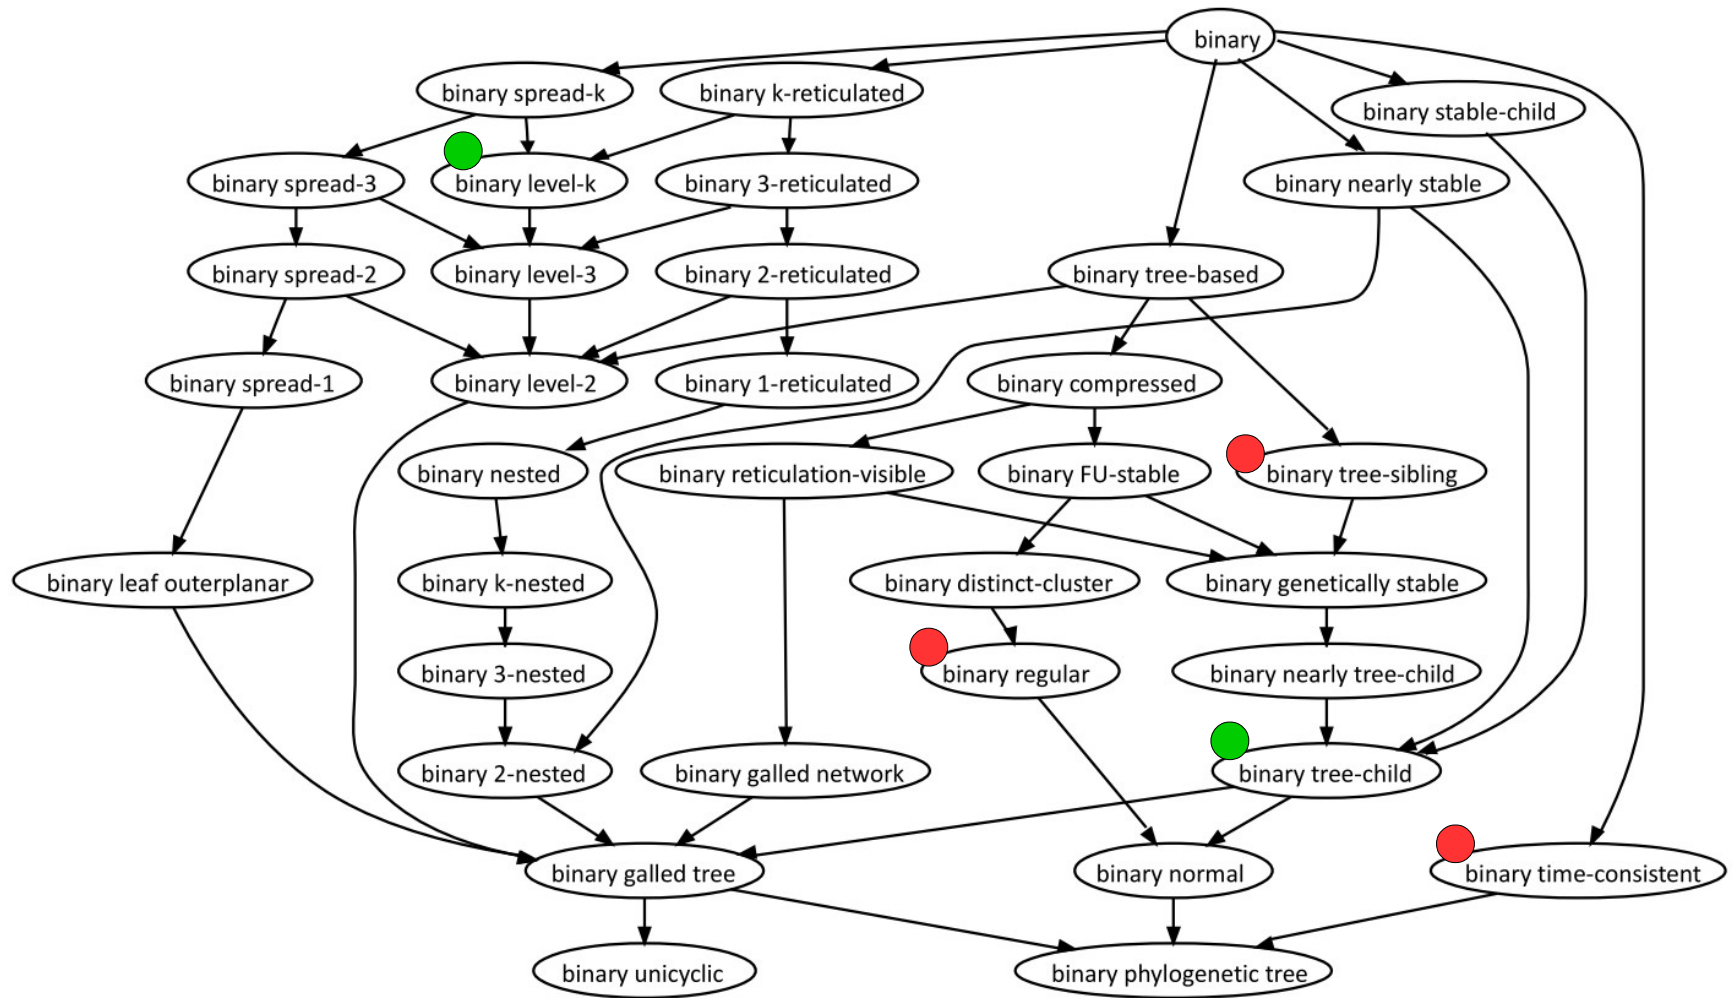 binary
binary spread-k
binary k-reticulated
binary stable-child
binary spread-3
binary level-k
binary 3-reticulated
binary nearly stable
binary spread-2
binary level-3
binary 2-reticulated
binary tree-based
binary spread-1
binary level-2
binary 1-reticulated
binary compressed
binary nested
binary reticulation-visible
binary FU-stable
binary tree-sibling
binary leaf outerplanar
binary k-nested
binary distinct-cluster
binary genetically stable
binary 3-nested
binary regular
binary nearly tree-child
binary 2-nested
binary galled network
binary tree-child
binary galled tree
binary normal
binary time-consistent
binary unicyclic
binary phylogenetic tree